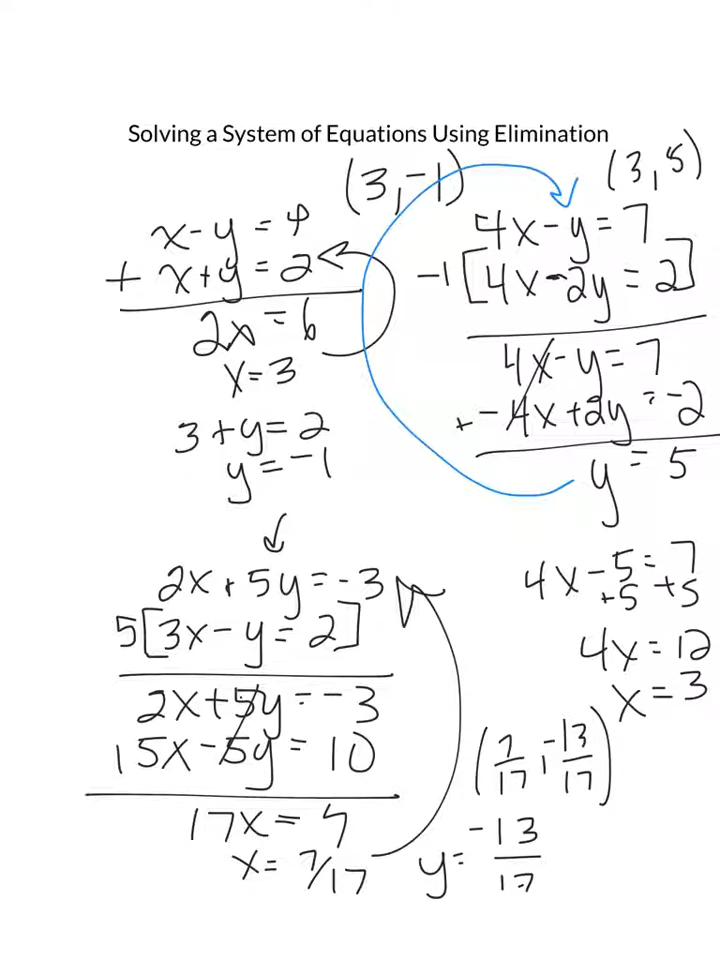 Solving a System of Equations Using Elimination
(3,-1)
x-y=4
+ x+y=2
2x=6
x=3
3+y=2
y=-1
(3,5)
4x-y=7
-1[4x-2y=2]
4x-y=7
+-4x+2y=-2
y=5
4x-5=7
+5 +5
4x=12
x=3
2x+5y=-3
5[3x-y=2]
2x+5y=-3
15x-5y=10
17x=7
x=7/17
y=-13/17
(7/17,-13/17)